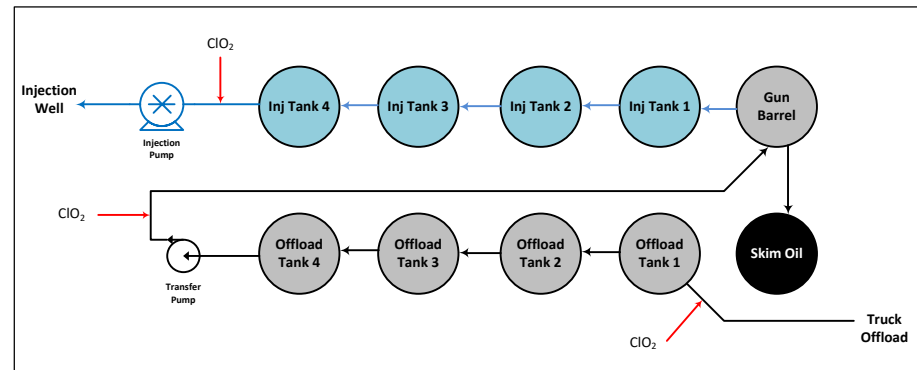 ClO₂
Injection
Well
Injection
Pump
Inj Tank 4
Inj Tank 3
Inj Tank 2
Inj Tank 1
Gun
Barrel
ClO₂
Transfer
Pump
Offload
Tank 4
Offload
Tank 3
Offload
Tank 2
Offload
Tank 1
Skim Oil
ClO₂
Truck
Offload